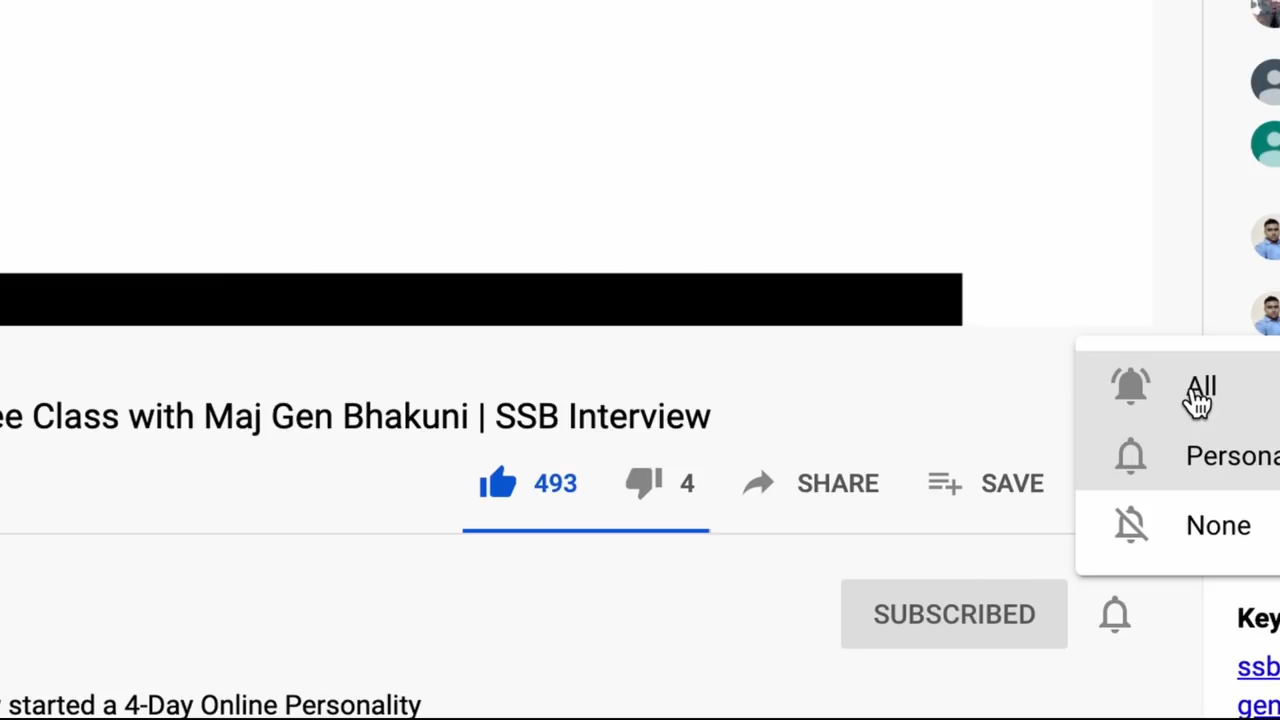 ee Class with Maj Gen Bhakuni | SSB Interview
493 4 SHARE SAVE
All
Persona
None
SUBSCRIBED
started a 4-Day Online Personality
Key
ssb
gen